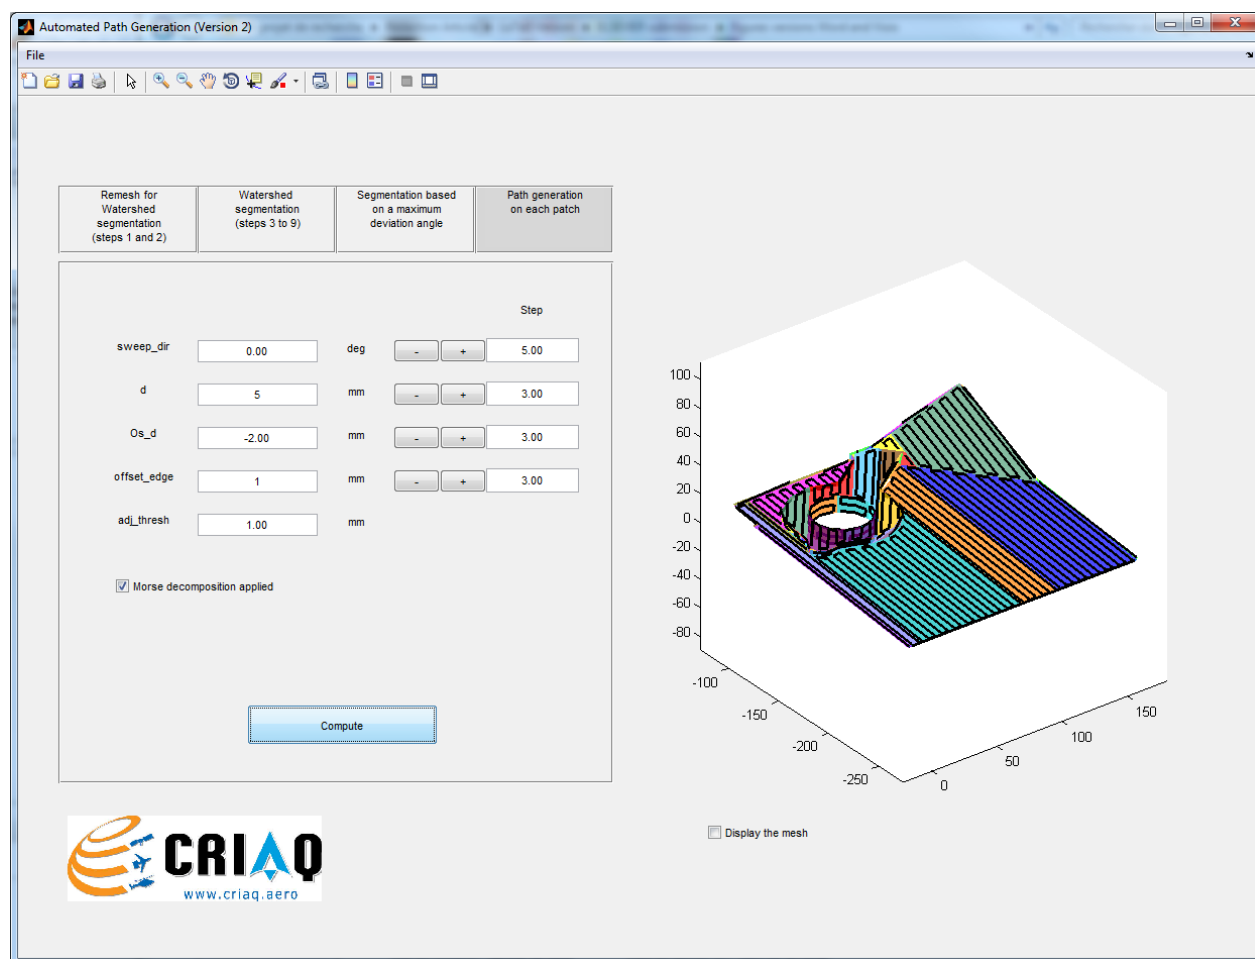 Automated Path Generation (Version 2)
File
Remesh for
Watershed
segmentation
(steps 1 and 2)
Watershed
segmentation
(steps 3 to 9)
Segmentation based
on a maximum
deviation angle
Path generation
on each patch
Step
sweep_dir 0.00 deg - + 5.00
d 5 mm - + 3.00
Os_d -2.00 mm - + 3.00
offset_edge 1 mm - + 3.00
adj_thresh 1.00 mm
Morse decomposition applied
Compute
CRIAQ
www.criaq.aero
100
80
60
40
20
0
-20
-40
-60
-80
-100
-150
-200
-250
0
50
100
150
Display the mesh